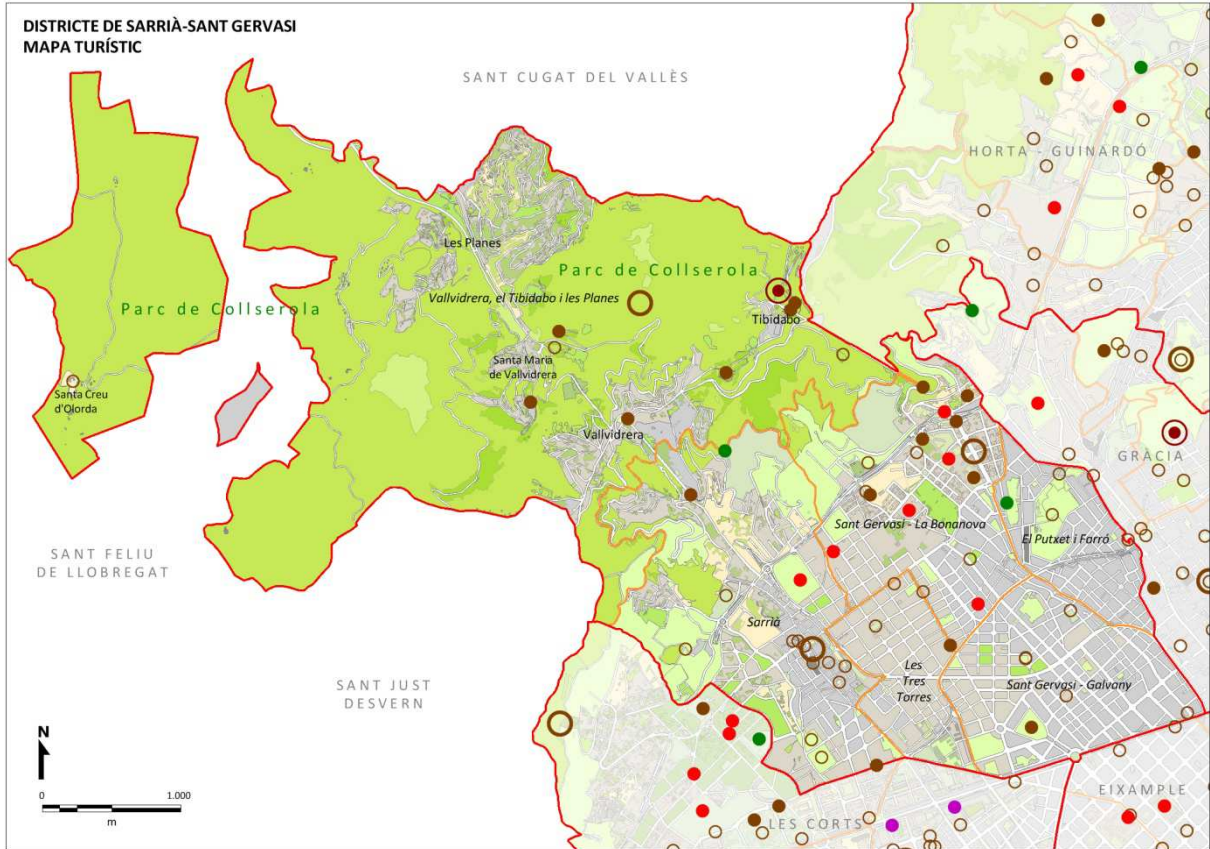 DISTRICTE DE SARRIÀ-SANT GERVASI
MAPA TURÍSTIC
SANT CUGAT DEL VALLÈS
HORTA - GUINARDÓ
Les Planes
Parc de Collserola
Vallvidrera, el Tibidabo i les Planes
Parc de Collserola
Tibidabo
Santa Maria
de Vallvidrera
Santa Creu
d'Olorda
Vallvidrera
GRÀCIA
Sant Gervasi - La Bonanova
El Putxet i Farró
SANT FELIU
DE LLOBREGAT
Sarrià
Les
Tres
Torres
Sant Gervasi - Galvany
SANT JUST
DESVERN
N
0 1.000
m
EIXAMPLE
LES CORTS